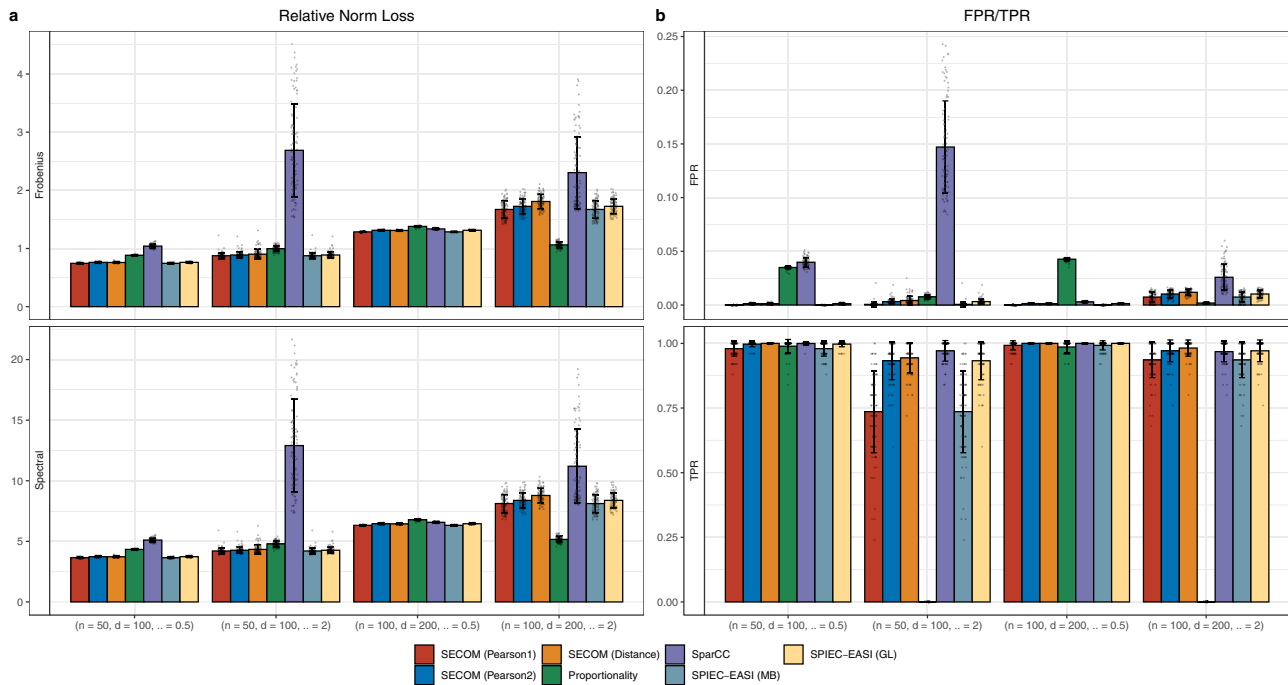 a
Relative Norm Loss
Frobenius
4
3
2
1
0
Spectral
20
15
10
5
0
(n = 50, d = 100, .. = 0.5)
(n = 50, d = 100, .. = 2)
(n = 100, d = 200, .. = 0.5)
(n = 100, d = 200, .. = 2)
b
FPR/TPR
FPR
0.25
0.20
0.15
0.10
0.05
0.00
TPR
1.00
0.75
0.50
0.25
0.00
(n = 50, d = 100, .. = 0.5)
(n = 50, d = 100, .. = 2)
(n = 100, d = 200, .. = 0.5)
(n = 100, d = 200, .. = 2)
SECOM (Pearson1)
SECOM (Distance)
SparCC
SPIEC−EASI (GL)
SECOM (Pearson2)
Proportionality
SPIEC−EASI (MB)